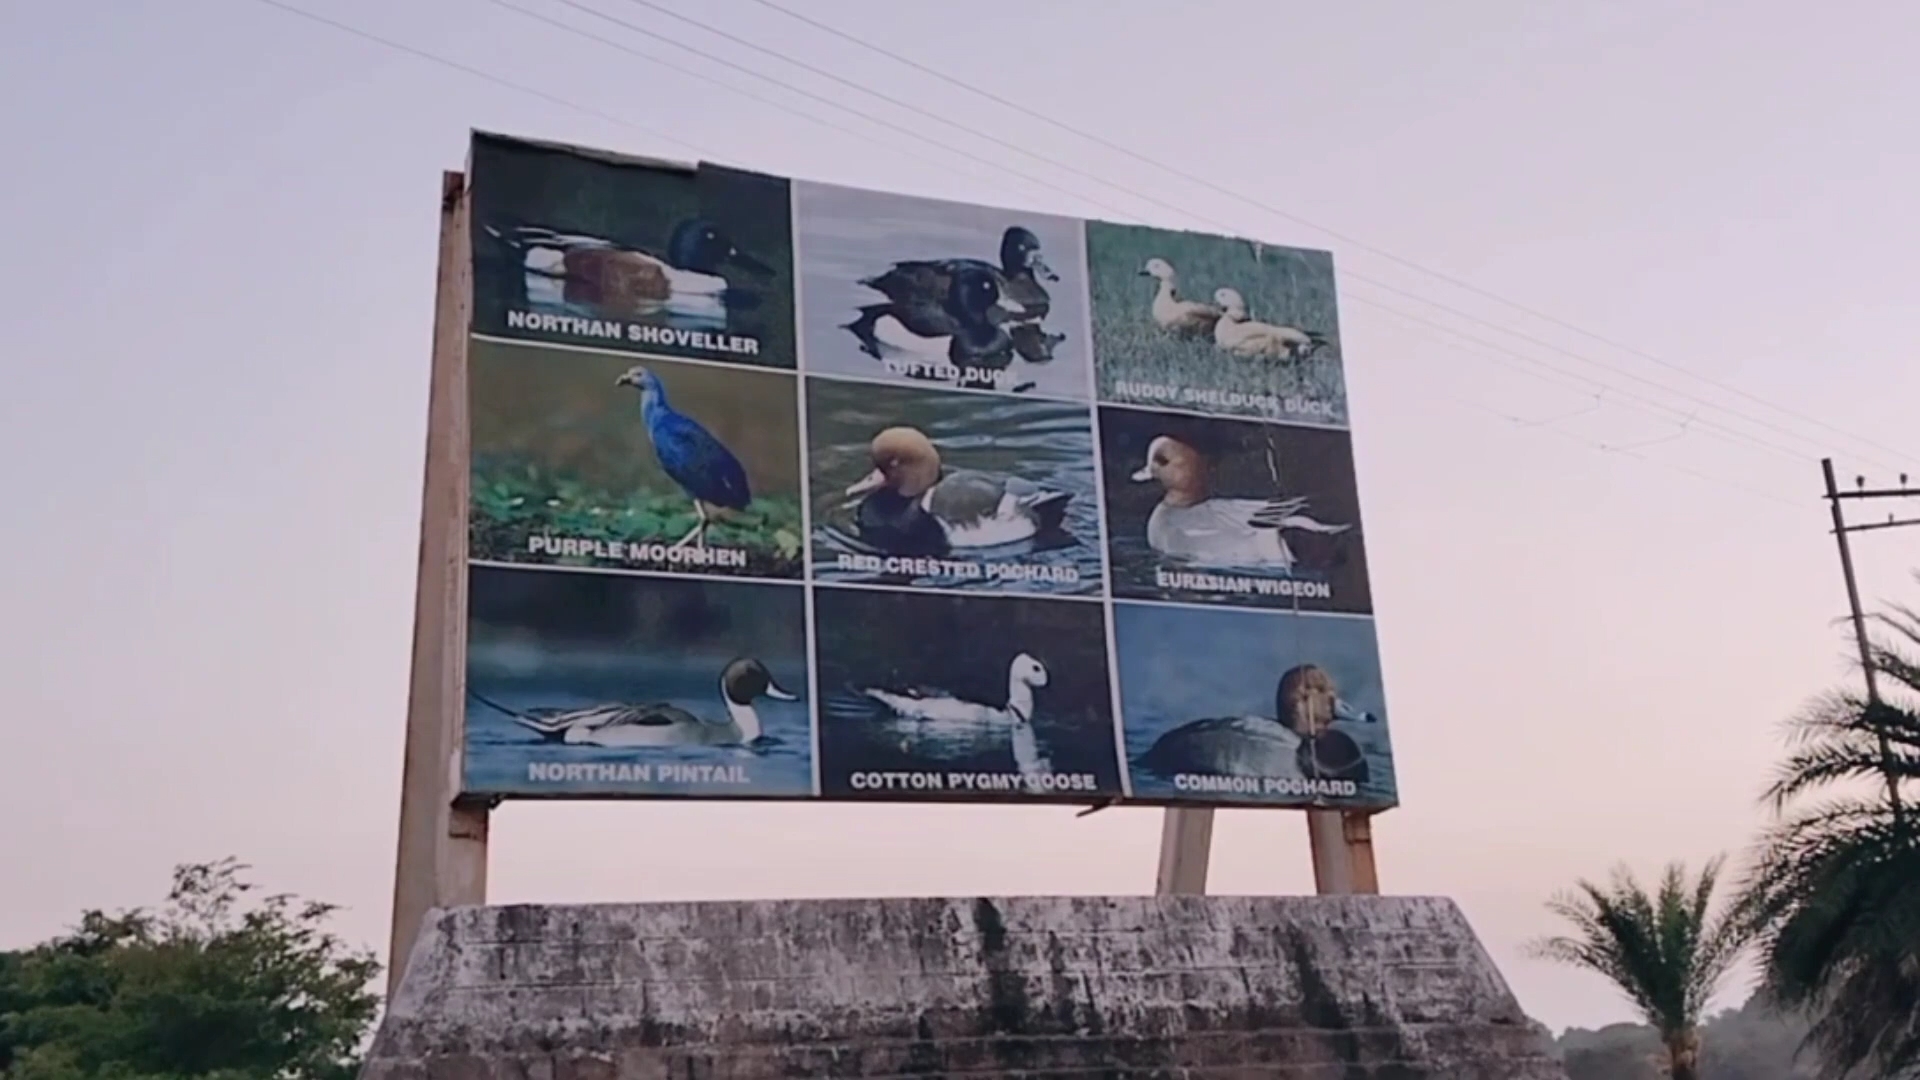 NORTHAN SHOVELLER
TUFTED DUCK
RUDDY SHELDUCK DUCK
PURPLE MOORHEN
RED CRESTED POCHARD
EURASIAN WIGEON
NORTHAN PINTAIL
COTTON PYGMY GOOSE
COMMON POCHARD